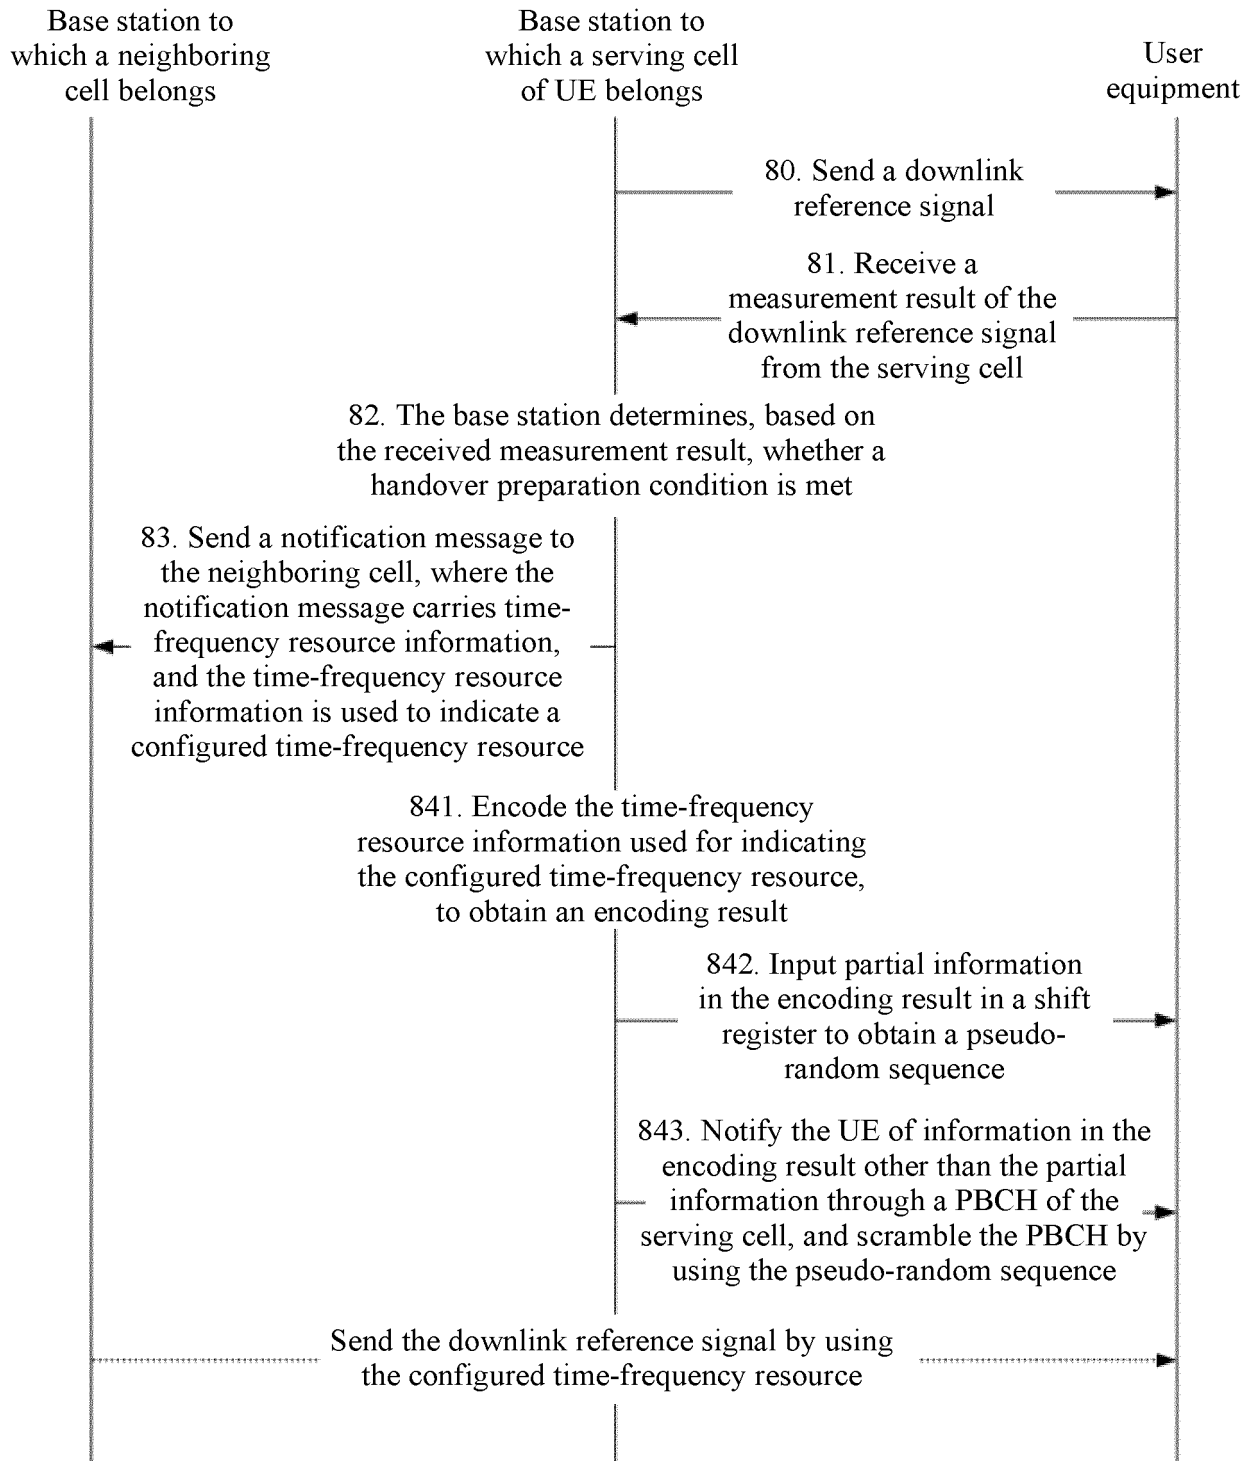 Base station to
which a neighboring
cell belongs
Base station to
which a serving cell
of UE belongs
User
equipment
80. Send a downlink
reference signal
81. Receive a
measurement result of the
downlink reference signal
from the serving cell
82. The base station determines, based on
the received measurement result, whether a
handover preparation condition is met
83. Send a notification message to
the neighboring cell, where the
notification message carries time-
frequency resource information,
and the time-frequency resource
information is used to indicate a
configured time-frequency resource
841. Encode the time-frequency
resource information used for indicating
the configured time-frequency resource,
to obtain an encoding result
842. Input partial information
in the encoding result in a shift
register to obtain a pseudo-
random sequence
843. Notify the UE of information in the
encoding result other than the partial
information through a PBCH of the
serving cell, and scramble the PBCH by
using the pseudo-random sequence
Send the downlink reference signal by using
the configured time-frequency resource